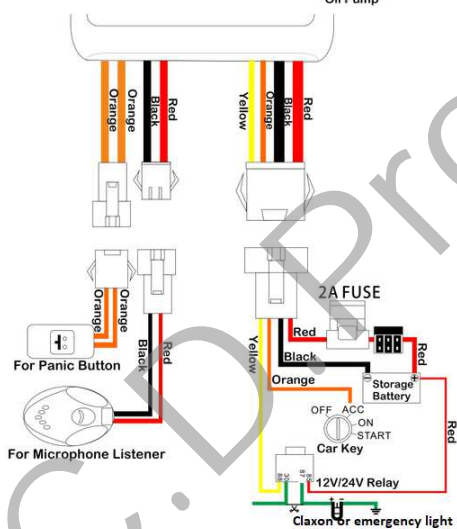 Oil Pump
Orange
Orange
Black
Red
Yellow
Orange
Black
Red
Orange
Orange
For Panic Button
Black
Red
For Microphone Listener
2A FUSE
Red
Black
Orange
Yellow
Red
Storage
Battery
OFF ACC
ON
START
Car Key
Red
30
87
12V/24V Relay
Claxon or emergency light